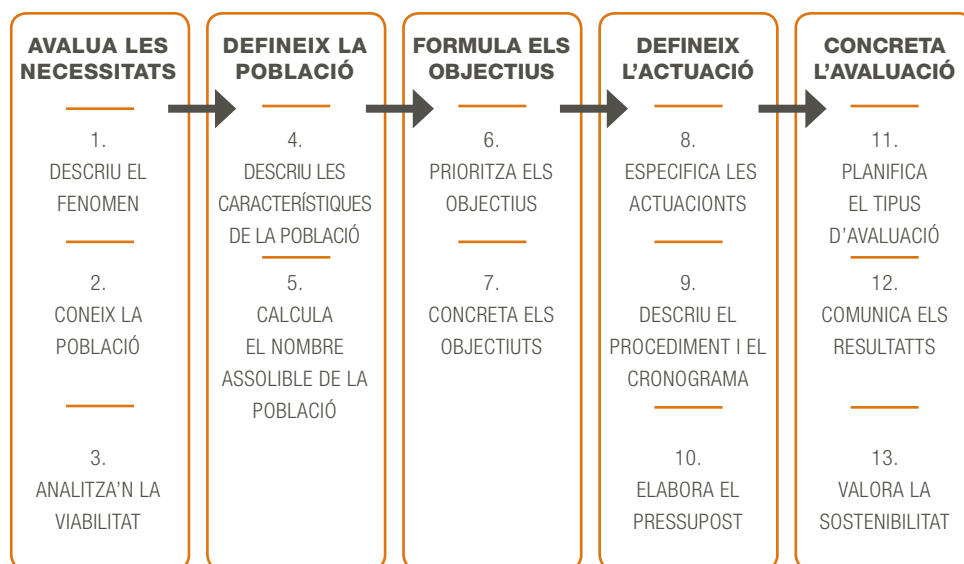 AVALUA LES
NECESSITATS
1.
DESCRIU EL
FENOMEN
2.
CONEIX LA
POBLACIÓ
3.
ANALITZA’N LA
VIABILITAT
DEFINEIX LA
POBLACIÓ
4.
DESCRIU LES
CARACTERÍSTIQUES
DE LA POBLACIÓ
5.
CALCULA
EL NOMBRE
ASSOLIBLE DE LA
POBLACIÓ
FORMULA ELS
OBJECTIUS
6.
PRIORITZA ELS
OBJECTIUS
7.
CONCRETA ELS
OBJECTIUTS
DEFINEIX
L’ACTUACIÓ
8.
ESPECIFICA LES
ACTUACIONTS
9.
DESCRIU EL
PROCEDIMENT I EL
CRONOGRAMA
10.
ELABORA EL
PRESSUPOST
CONCRETA
L’AVALUACIÓ
11.
PLANIFICA
EL TIPUS
D’AVALUACIÓ
12.
COMUNICA ELS
RESULTATTS
13.
VALORA LA
SOSTENIBILITAT